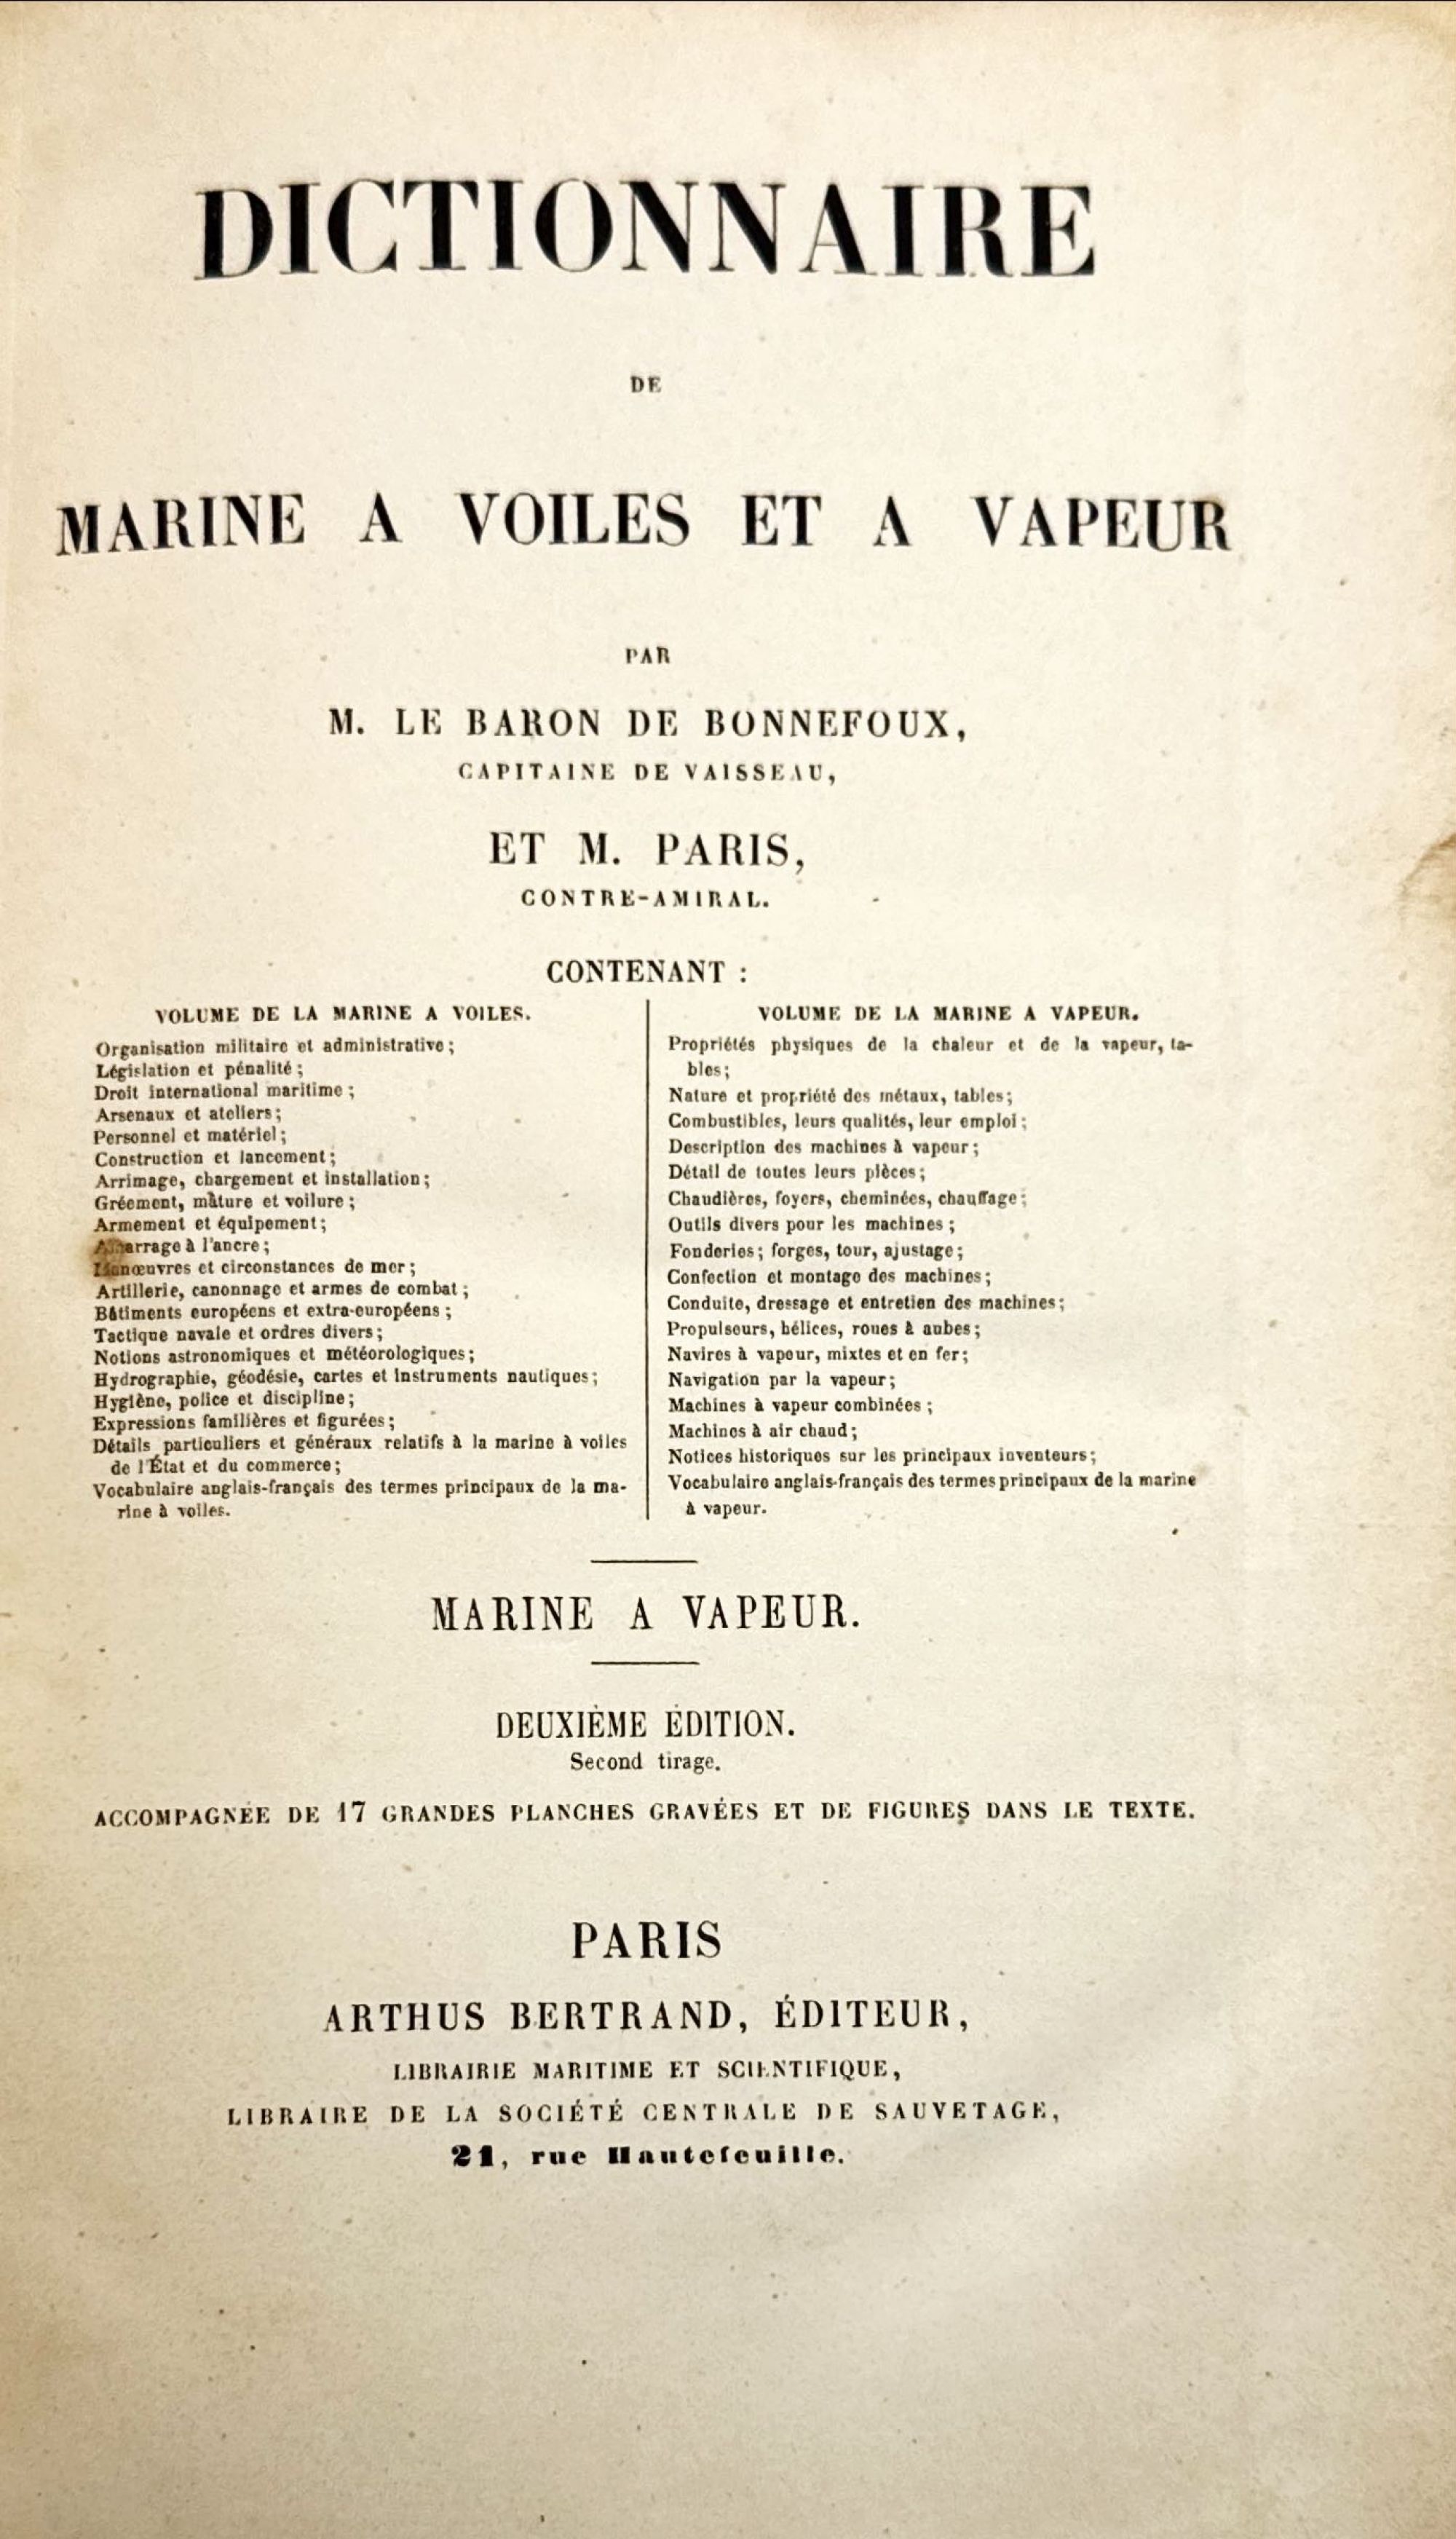 DICTIONNAIRE
DE
MARINE A VOILES ET A VAPEUR
PAR
M. LE BARON DE BONNEFOUX,
CAPITAINE DE VAISSEAU,
ET M. PARIS,
CONTRE-AMIRAL.
CONTENANT :
VOLUME DE LA MARINE A VOILES.
Organisation militaire et administrative;
Législation et pénalité;
Droit international maritime;
Arsenaux et ateliers;
Personnel et matériel;
Construction et lancement;
Arrimage, chargement et installation;
Gréement, mâture et voilure;
Armement et équipement;
Amarrage à l'ancre;
Manœuvres et circonstances de mer;
Artillerie, canonnage et armes de combat;
Bâtiments européens et extra-européens;
Tactique navale et ordres divers;
Notions astronomiques et météorologiques;
Hydrographie, géodésie, cartes et instruments nautiques;
Hygiène, police et discipline;
Expressions familières et figurées;
Détails particuliers et généraux relatifs à la marine à voiles
de l'État et du commerce;
Vocabulaire anglais-français des termes principaux de la ma-
rine à voiles.
VOLUME DE LA MARINE A VAPEUR.
Propriétés physiques de la chaleur et de la vapeur, ta-
bles;
Nature et propriété des métaux, tables;
Combustibles, leurs qualités, leur emploi;
Description des machines à vapeur;
Détail de toutes leurs pièces;
Chaudières, foyers, cheminées, chauffage;
Outils divers pour les machines;
Fonderies; forges, tour, ajustage;
Confection et montage des machines;
Conduite, dressage et entretien des machines;
Propulseurs, hélices, roues à aubes;
Navires à vapeur, mixtes et en fer;
Navigation par la vapeur;
Machines à vapeur combinées;
Machines à air chaud;
Notices historiques sur les principaux inventeurs;
Vocabulaire anglais-français des termes principaux de la marine
à vapeur.
MARINE A VAPEUR.
DEUXIÈME ÉDITION.
Second tirage.
ACCOMPAGNÉE DE 17 GRANDES PLANCHES GRAVÉES ET DE FIGURES DANS LE TEXTE.
PARIS
ARTHUS BERTRAND, ÉDITEUR,
LIBRAIRIE MARITIME ET SCIENTIFIQUE,
LIBRAIRE DE LA SOCIÉTÉ CENTRALE DE SAUVETAGE,
21, rue Hautefeuille.